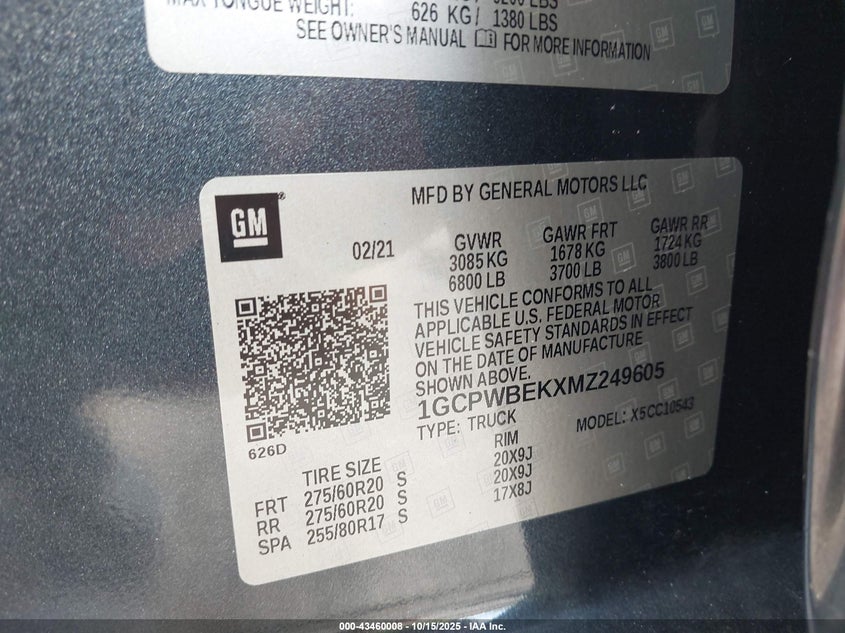 MAX TONGUE WEIGHT: 626 KG/ 1380 LBS
SEE OWNER'S MANUAL FOR MORE INFORMATION
GM®
MFD BY GENERAL MOTORS LLC
02/21
GVWR GAWR FRT GAWR RR
3085 KG 1678 KG 1724 KG
6800 LB 3700 LB 3800 LB
THIS VEHICLE CONFORMS TO ALL
APPLICABLE U.S. FEDERAL MOTOR
VEHICLE SAFETY STANDARDS IN EFFECT
ON THE DATE OF MANUFACTURE
SHOWN ABOVE.
1GCPWBEKXMZ249605
TYPE: TRUCK MODEL: X5CC10543
626D
TIRE SIZE RIM
FRT 275/60R20 S 20X9J
RR 275/60R20 S 20X9J
SPA 255/80R17 S 17X8J
000-43460008 - 10/15/2025 - IAA Inc.